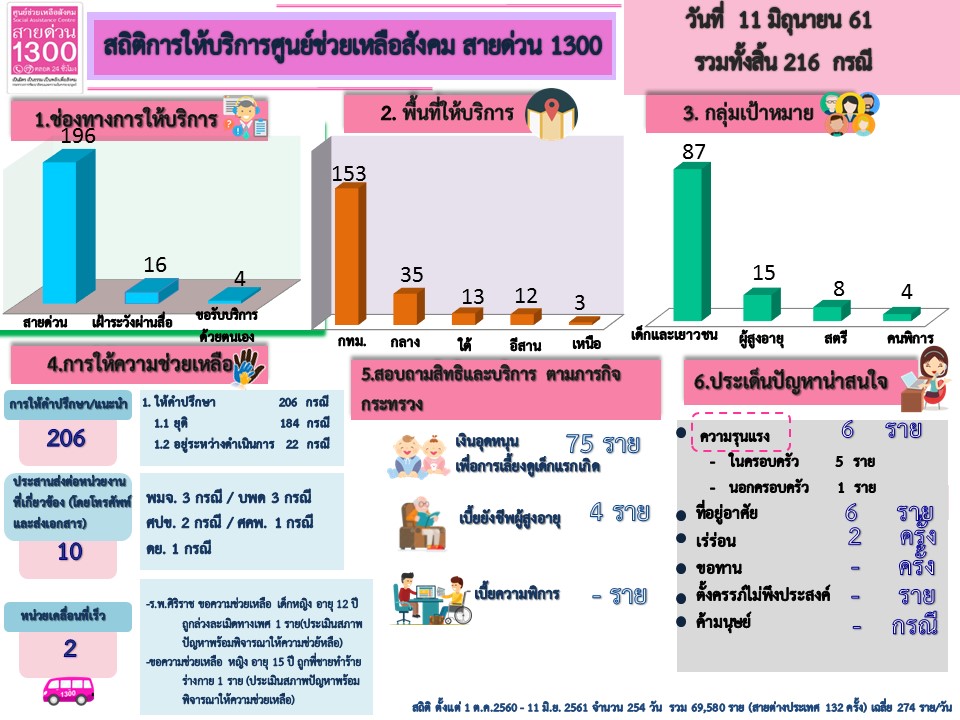 ศูนย์ช่วยเหลือสังคม
Social Assistance Centre
สายด่วน
1300
ตลอด 24 ชั่วโมง
สถิติการให้บริการศูนย์ช่วยเหลือสังคม สายด่วน 1300
วันที่ 11 มิถุนายน 61
รวมทั้งสิ้น 216 กรณี
1.ช่องทางการให้บริการ
196
16
4
สายด่วน
เฝ้าระวังผ่านสื่อ
ขอรับบริการ
ด้วยตนเอง
2. พื้นที่ให้บริการ
153
35
13
12
3
กทม.
กลาง
ใต้
อีสาน
เหนือ
3. กลุ่มเป้าหมาย
87
15
8
4
เด็กและเยาวชน
ผู้สูงอายุ
สตรี
คนพิการ
4.การให้ความช่วยเหลือ
การให้คำปรึกษา/แนะนำ
206
1. ให้คำปรึกษา 206 กรณี
1.1 ยุติ 184 กรณี
1.2 อยู่ระหว่างดำเนินการ 22 กรณี
ประสานส่งต่อหน่วยงาน
ที่เกี่ยวข้อง (โดยโทรศัพท์
และส่งเอกสาร)
10
พมจ. 3 กรณี / บพด 3 กรณี
ศปช. 2 กรณี / ศคพ. 1 กรณี
ดย. 1 กรณี
หน่วยเคลื่อนที่เร็ว
2
1300
-ร.พ.ศิริราช ขอความช่วยเหลือ เด็กหญิง อายุ 12 ปี
ถูกล่วงละเมิดทางเพศ 1 ราย(ประเมินสภาพ
ปัญหาพร้อมพิจารณาให้ความช่วย้หลือ)
-ขอความช่วยเหลือ หญิง อายุ 15 ปี ถูกพี่ชายทำร้าย
ร่างกาย 1 ราย (ประเมินสภาพปัญหาพร้อม
พิจารณาให้ความช่วยเหลือ)
5.สอบถามสิทธิและบริการ ตามภารกิจ
กระทรวง
เงินอุดหนุน 75 ราย
เพื่อการเลี้ยงดูเด็กแรกเกิด
เบี้ยยังชีพผู้สูงอายุ 4 ราย
เบี้ยความพิการ - ราย
6.ประเด็นปัญหาน่าสนใจ
ความรุนแรง 6 ราย
- ในครอบครัว 5 ราย
- นอกครอบครัว 1 ราย
ที่อยู่อาศัย 6 ราย
เร่ร่อน 2 ครั้ง
ขอทาน - ครั้ง
ตั้งครรภ์ไม่พึงประสงค์ - ราย
ค้ามนุษย์ - กรณี
สถิติ ตั้งแต่ 1 ต.ค.2560 - 11 มิ.ย. 2561 จำนวน 254 วัน รวม 69,580 ราย (สายต่างประเทศ 132 ครั้ง) เฉลี่ย 274 ราย/วัน